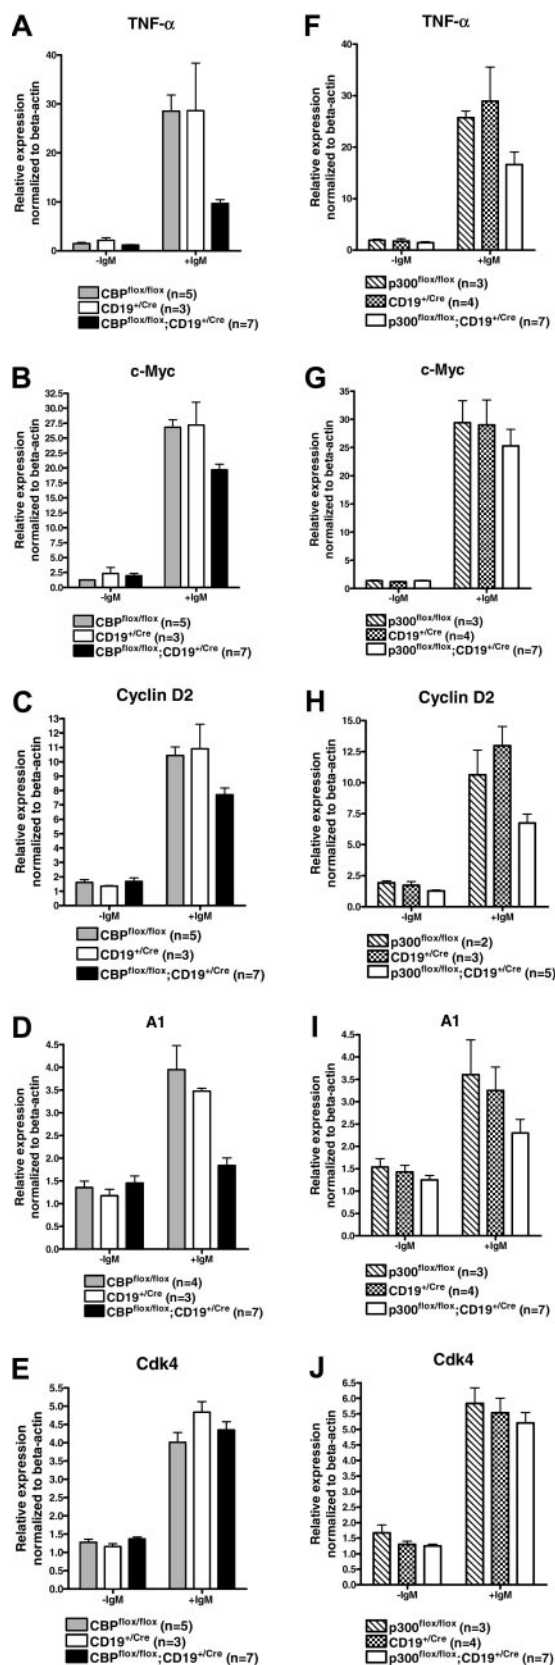 A
TNF-α
Relative expression
normalized to beta-actin
40
30
20
10
0
-IgM
+IgM
CBPflox/flox (n=5)
CD19+/Cre (n=3)
CBPflox/flox;CD19+/Cre (n=7)
F
TNF-α
Relative expression
normalized to beta-actin
40
30
20
10
0
-IgM
+IgM
p300flox/flox (n=3)
CD19+/Cre (n=4)
p300flox/flox;CD19+/Cre (n=7)
B
c-Myc
Relative expression
normalized to beta-actin
32.5
30.0
27.5
25.0
22.5
20.0
17.5
15.0
12.5
10.0
7.5
5.0
2.5
0.0
-IgM
+IgM
CBPflox/flox (n=5)
CD19+/Cre (n=3)
CBPflox/flox;CD19+/Cre (n=7)
G
c-Myc
Relative expression
normalized to beta-actin
35
30
25
20
15
10
5
0
-IgM
+IgM
p300flox/flox (n=3)
CD19+/Cre (n=4)
p300flox/flox;CD19+/Cre (n=7)
C
Cyclin D2
Relative expression
normalized to beta-actin
13
12
11
10
9
8
7
6
5
4
3
2
1
0
-IgM
+IgM
CBPflox/flox (n=5)
CD19+/Cre (n=3)
CBPflox/flox;CD19+/Cre (n=7)
H
Cyclin D2
Relative expression
normalized to beta-actin
15.0
12.5
10.0
7.5
5.0
2.5
0.0
-IgM
+IgM
p300flox/flox (n=2)
CD19+/Cre (n=3)
p300flox/flox;CD19+/Cre (n=5)
D
A1
Relative expression
normalized to beta-actin
4.5
4.0
3.5
3.0
2.5
2.0
1.5
1.0
0.5
0.0
-IgM
+IgM
CBPflox/flox (n=4)
CD19+/Cre (n=3)
CBPflox/flox;CD19+/Cre (n=7)
I
A1
Relative expression
normalized to beta-actin
4.5
4.0
3.5
3.0
2.5
2.0
1.5
1.0
0.5
0.0
-IgM
+IgM
p300flox/flox (n=3)
CD19+/Cre (n=4)
p300flox/flox;CD19+/Cre (n=7)
E
Cdk4
Relative expression
normalized to beta-actin
5.5
5.0
4.5
4.0
3.5
3.0
2.5
2.0
1.5
1.0
0.5
0.0
-IgM
+IgM
CBPflox/flox (n=5)
CD19+/Cre (n=3)
CBPflox/flox;CD19+/Cre (n=7)
J
Cdk4
Relative expression
normalized to beta-actin
6.5
6.0
5.5
5.0
4.5
4.0
3.5
3.0
2.5
2.0
1.5
1.0
0.5
0.0
-IgM
+IgM
p300flox/flox (n=3)
CD19+/Cre (n=4)
p300flox/flox;CD19+/Cre (n=7)